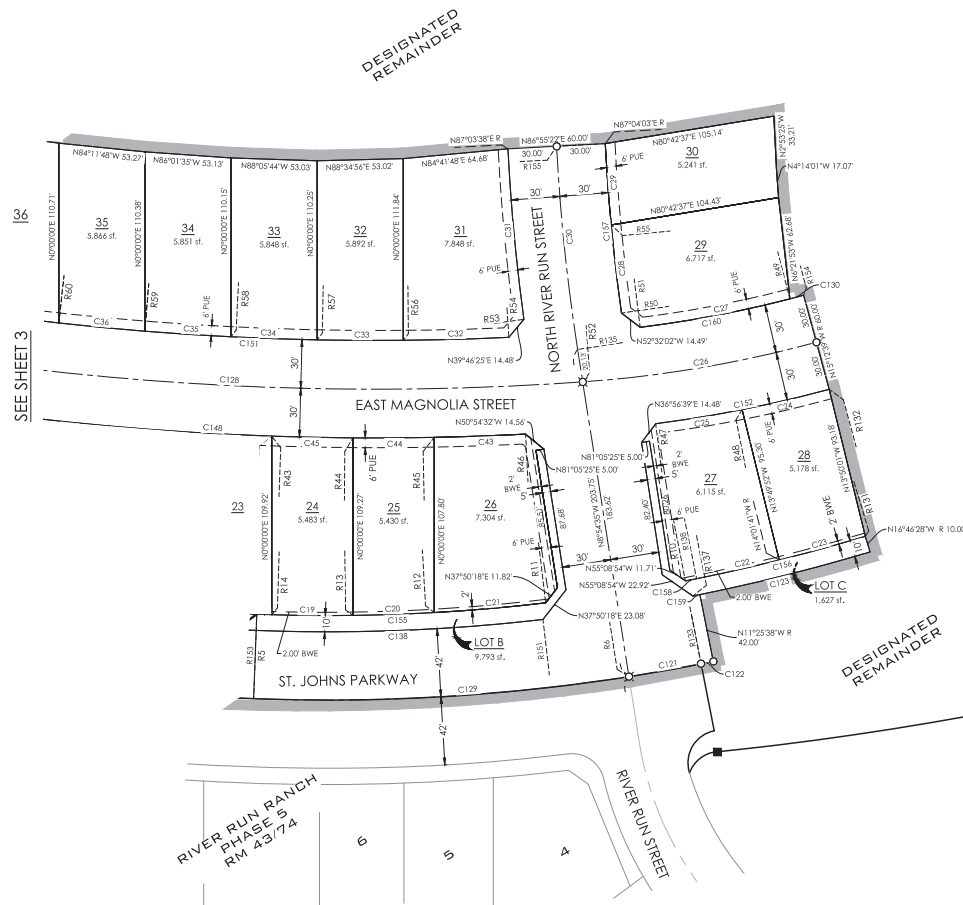 DESIGNATED
REMAINDER
N87°03'38"E R
N86°55'22"E 60.00'
N87°04'03"E R
30.00'
30.00'
R155
N84°11'48"W 53.27'
N86°01'35"W 53.13'
N88°05'44"W 53.03'
N88°34'56"E 53.02'
N84°41'48"E 64.68'
N80°42'37"E 105.14'
N2°53'25"W
33.21'
6' PUE
30
5.241 sf.
N4°14'01"W 17.07'
C29
30'
30'
N80°42'37"E 104.43'
36
35
5.866 sf.
34
5.851 sf.
33
5.848 sf.
32
5.892 sf.
31
7.848 sf.
N0°00'00"E 110.71'
N0°00'00"E 110.38'
N0°00'00"E 110.15'
N0°00'00"E 110.25'
N0°00'00"E 111.84'
C31
C30
C157
R55
29
6.717 sf.
N6°21'53"W 62.68'
NORTH RIVER RUN STREET
6' PUE
C28
R51
R50
C27
6' PUE
R49
R154
C130
C160
R60
R59
R58
R57
R56
R54
R53
6' PUE
C36
C35
C34
C33
C32
C151
N39°46'25"E 14.48'
N52°32'02"W 14.49'
R52
R135
20.13'
30.00'
30.00'
N15°12'39"W R 60.00'
SEE SHEET 3
30'
30'
C128
C26
30'
30'
EAST MAGNOLIA STREET
C148
N50°54'32"W 14.56'
N36°56'39"E 14.48'
C152
C24
C25
R132
C45
C44
C43
N81°05'25"E 5.00'
N81°05'25"E 5.00'
R43
R44
R45
R46
R47
R48
6' PUE
6' PUE
2'
BWE
5'
2'
BWE
5'
23
24
5.483 sf.
25
5.430 sf.
26
7.304 sf.
27
6.115 sf.
28
5.178 sf.
N0°00'00"E 109.92'
N0°00'00"E 109.27'
N0°00'00"E 107.80'
85.51'
87.68'
N8°54'35"W 203.75'
183.62'
82.40'
80.26'
N13°49'52"W 95.30'
N14°01'41"W R
N13°50'01"W 93.18'
R131
2' BWE
N16°46'28"W R 10.00'
6' PUE
6' PUE
R10
R138
R137
R14
R13
R12
R11
30'
30'
N55°08'54"W 11.71'
N55°08'54"W 22.92'
N37°50'18"E 11.82'
N37°50'18"E 23.08'
C22
C23
C156
C123
10'
C158
C159
2.00' BWE
LOT C
1,627 sf.
C19
C20
C21
2'
C155
C138
10'
2.00' BWE
R153
R5
LOT B
9,793 sf.
R151
R6
R133
N11°25'38"W R
42.00'
42'
ST. JOHNS PARKWAY
C129
C121
C122
42'
DESIGNATED
REMAINDER
RIVER RUN RANCH
PHASE 5
RM 43/74
6
5
4
RIVER RUN STREET